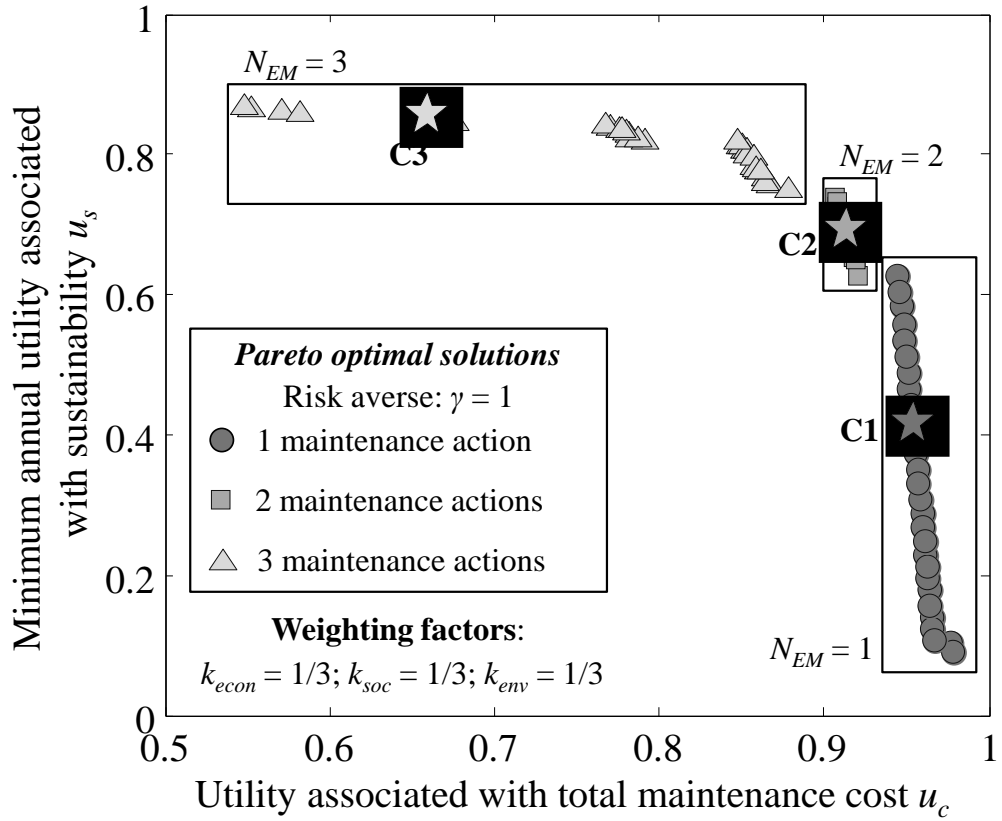 Minimum annual utility associated
with sustainability u_s
1
0.8
0.6
0.4
0.2
0
N_EM = 3
C3
N_EM = 2
C2
C1
N_EM = 1
Pareto optimal solutions
Risk averse: γ = 1
1 maintenance action
2 maintenance actions
3 maintenance actions
Weighting factors:
k_econ = 1/3; k_soc = 1/3; k_env = 1/3
0.5 0.6 0.7 0.8 0.9 1
Utility associated with total maintenance cost u_c